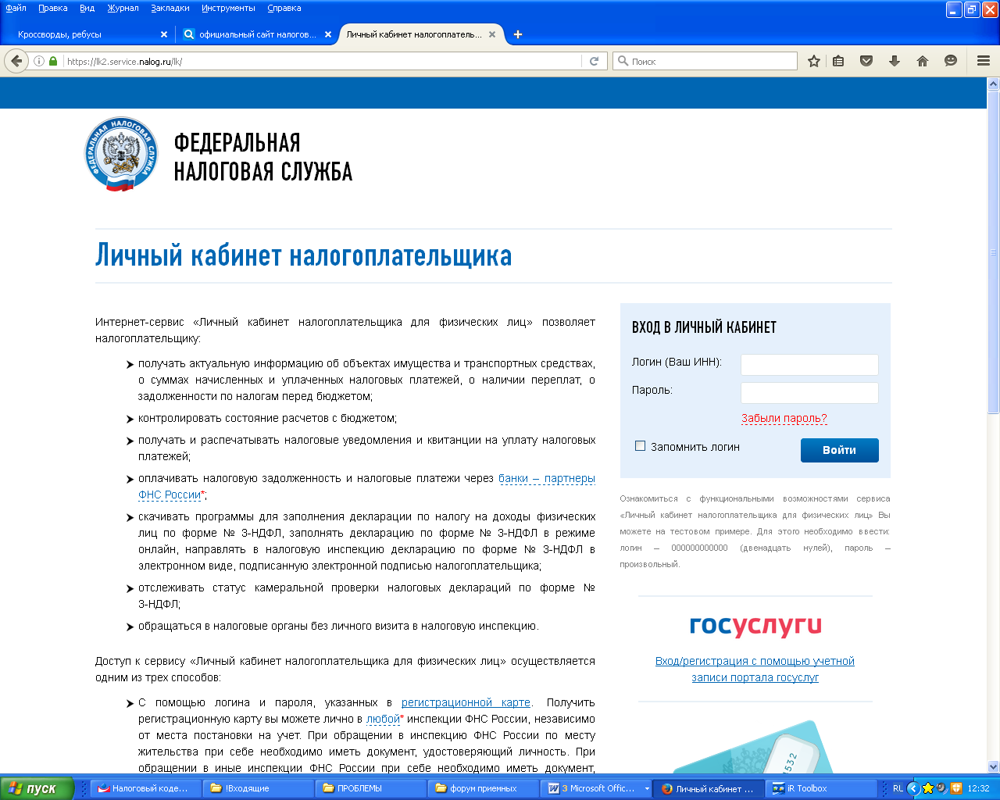 Файл Правка Вид Журнал Закладки Инструменты Справка
Кроссворды, ребусы
официальный сайт налогов...
Личный кабинет налогоплатель...
https://lk2.service.nalog.ru/lk/
Поиск
ФЕДЕРАЛЬНАЯ НАЛОГОВАЯ СЛУЖБА
ФЕДЕРАЛЬНАЯ
НАЛОГОВАЯ СЛУЖБА
Личный кабинет налогоплательщика
Интернет-сервис «Личный кабинет налогоплательщика для физических лиц» позволяет
налогоплательщику:
получать актуальную информацию об объектах имущества и транспортных средствах,
о суммах начисленных и уплаченных налоговых платежей, о наличии переплат, о
задолженности по налогам перед бюджетом;
контролировать состояние расчетов с бюджетом;
получать и распечатывать налоговые уведомления и квитанции на уплату налоговых
платежей;
оплачивать налоговую задолженность и налоговые платежи через банки – партнеры
ФНС России*;
скачивать программы для заполнения декларации по налогу на доходы физических
лиц по форме № 3-НДФЛ, заполнять декларацию по форме № 3-НДФЛ в режиме
онлайн, направлять в налоговую инспекцию декларацию по форме № 3-НДФЛ в
электронном виде, подписанную электронной подписью налогоплательщика;
отслеживать статус камеральной проверки налоговых деклараций по форме №
3-НДФЛ;
обращаться в налоговые органы без личного визита в налоговую инспекцию.
Доступ к сервису «Личный кабинет налогоплательщика для физических лиц» осуществляется
одним из трех способов:
С помощью логина и пароля, указанных в регистрационной карте. Получить
регистрационную карту вы можете лично в любой* инспекции ФНС России, независимо
от места постановки на учет. При обращении в инспекцию ФНС России по месту
жительства при себе необходимо иметь документ, удостоверяющий личность. При
обращении в иные инспекции ФНС России при себе необходимо иметь документ,
ВХОД В ЛИЧНЫЙ КАБИНЕТ
Логин (Ваш ИНН):
Пароль:
Забыли пароль?
Запомнить логин
Войти
Ознакомиться с функциональными возможностями сервиса
«Личный кабинет налогоплательщика для физических лиц» Вы
можете на тестовом примере. Для этого необходимо ввести:
логин – 000000000000 (двенадцать нулей), пароль –
произвольный.
госуслуги
Вход/регистрация с помощью учетной
записи портала госуслуг
532
пуск
Налоговый коде...
!Входящие
ПРОБЛЕМЫ
форум приемных
3 Microsoft Offic...
Личный кабинет ...
iR Toolbox
RL
12:32